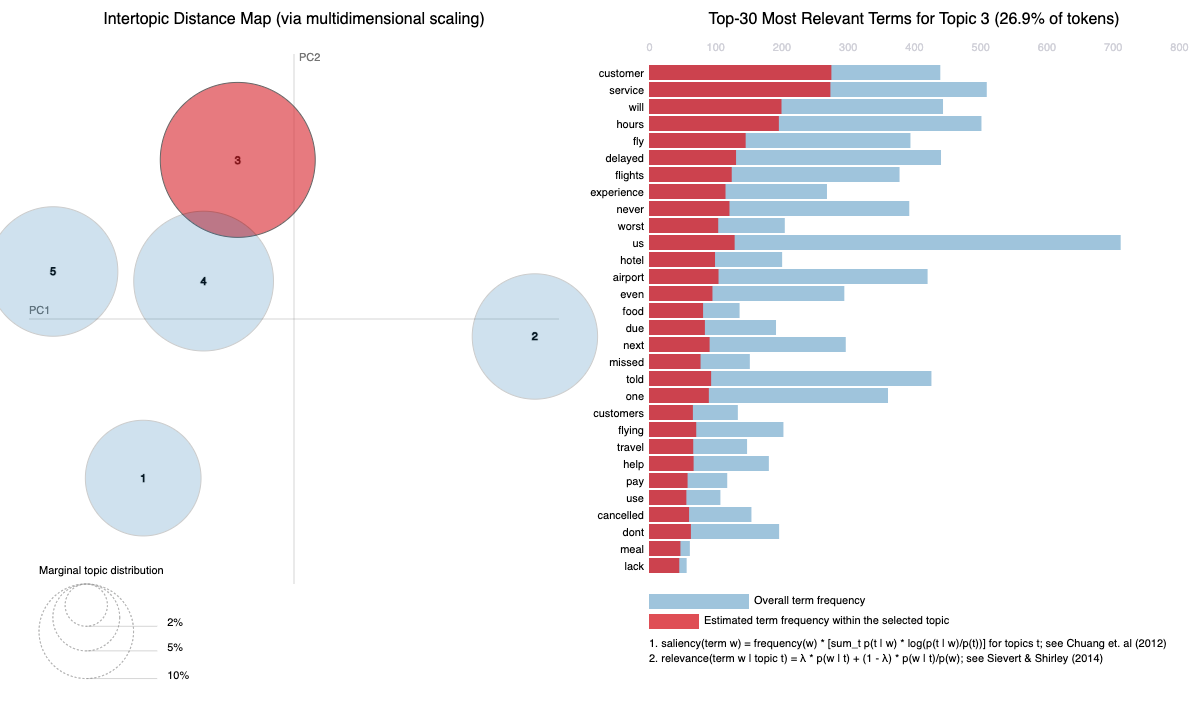 Intertopic Distance Map (via multidimensional scaling)
PC2
3
5
4
PC1
2
1
Marginal topic distribution
2%
5%
10%
Top-30 Most Relevant Terms for Topic 3 (26.9% of tokens)
0 100 200 300 400 500 600 700 800
customer
service
will
hours
fly
delayed
flights
experience
never
worst
us
hotel
airport
even
food
due
next
missed
told
one
customers
flying
travel
help
pay
use
cancelled
dont
meal
lack
Overall term frequency
Estimated term frequency within the selected topic
1. saliency(term w) = frequency(w) * [sum_t p(t | w) * log(p(t | w)/p(t))] for topics t; see Chuang et. al (2012)
2. relevance(term w | topic t) = λ * p(w | t) + (1 - λ) * p(w | t)/p(w); see Sievert & Shirley (2014)